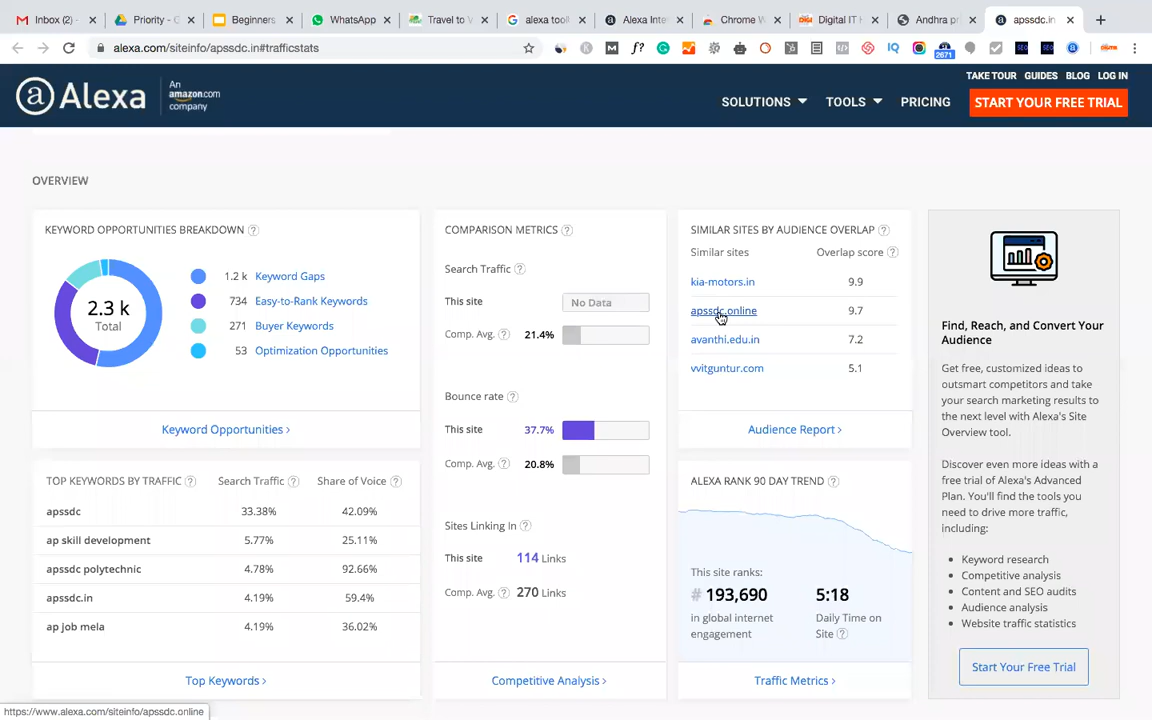 Inbox (2,671)
Priority - G
Beginners
WhatsApp
Travel to V
alexa tool
Alexa Inte
Chrome W
Digital IT H
Andhra pr
apssdc.in
alexa.com/siteinfo/apssdc.in#trafficstats
2671
Alexa
An
amazon.com
company
TAKE TOUR GUIDES BLOG LOG IN
SOLUTIONS TOOLS PRICING START YOUR FREE TRIAL
OVERVIEW
KEYWORD OPPORTUNITIES BREAKDOWN
2.3 k
Total
1.2 k Keyword Gaps
734 Easy-to-Rank Keywords
271 Buyer Keywords
53 Optimization Opportunities
Keyword Opportunities
COMPARISON METRICS
Search Traffic
This site No Data
Comp. Avg. 21.4%
Bounce rate
This site 37.7%
Comp. Avg. 20.8%
Sites Linking In
This site 114 Links
Comp. Avg. 270 Links
Competitive Analysis
SIMILAR SITES BY AUDIENCE OVERLAP
Similar sites Overlap score
kia-motors.in 9.9
apssdc.online 9.7
avanthi.edu.in 7.2
vvitguntur.com 5.1
Audience Report
TOP KEYWORDS BY TRAFFIC Search Traffic Share of Voice
apssdc 33.38% 42.09%
ap skill development 5.77% 25.11%
apssdc polytechnic 4.78% 92.66%
apssdc.in 4.19% 59.4%
ap job mela 4.19% 36.02%
Top Keywords
ALEXA RANK 90 DAY TREND
This site ranks:
# 193,690
in global internet
engagement
5:18
Daily Time on
Site
Traffic Metrics
Find, Reach, and Convert Your
Audience
Get free, customized ideas to
outsmart competitors and take
your search marketing results to
the next level with Alexa's Site
Overview tool.
Discover even more ideas with a
free trial of Alexa's Advanced
Plan. You'll find the tools you
need to drive more traffic,
including:
Keyword research
Competitive analysis
Content and SEO audits
Audience analysis
Website traffic statistics
Start Your Free Trial
https://www.alexa.com/siteinfo/apssdc.online